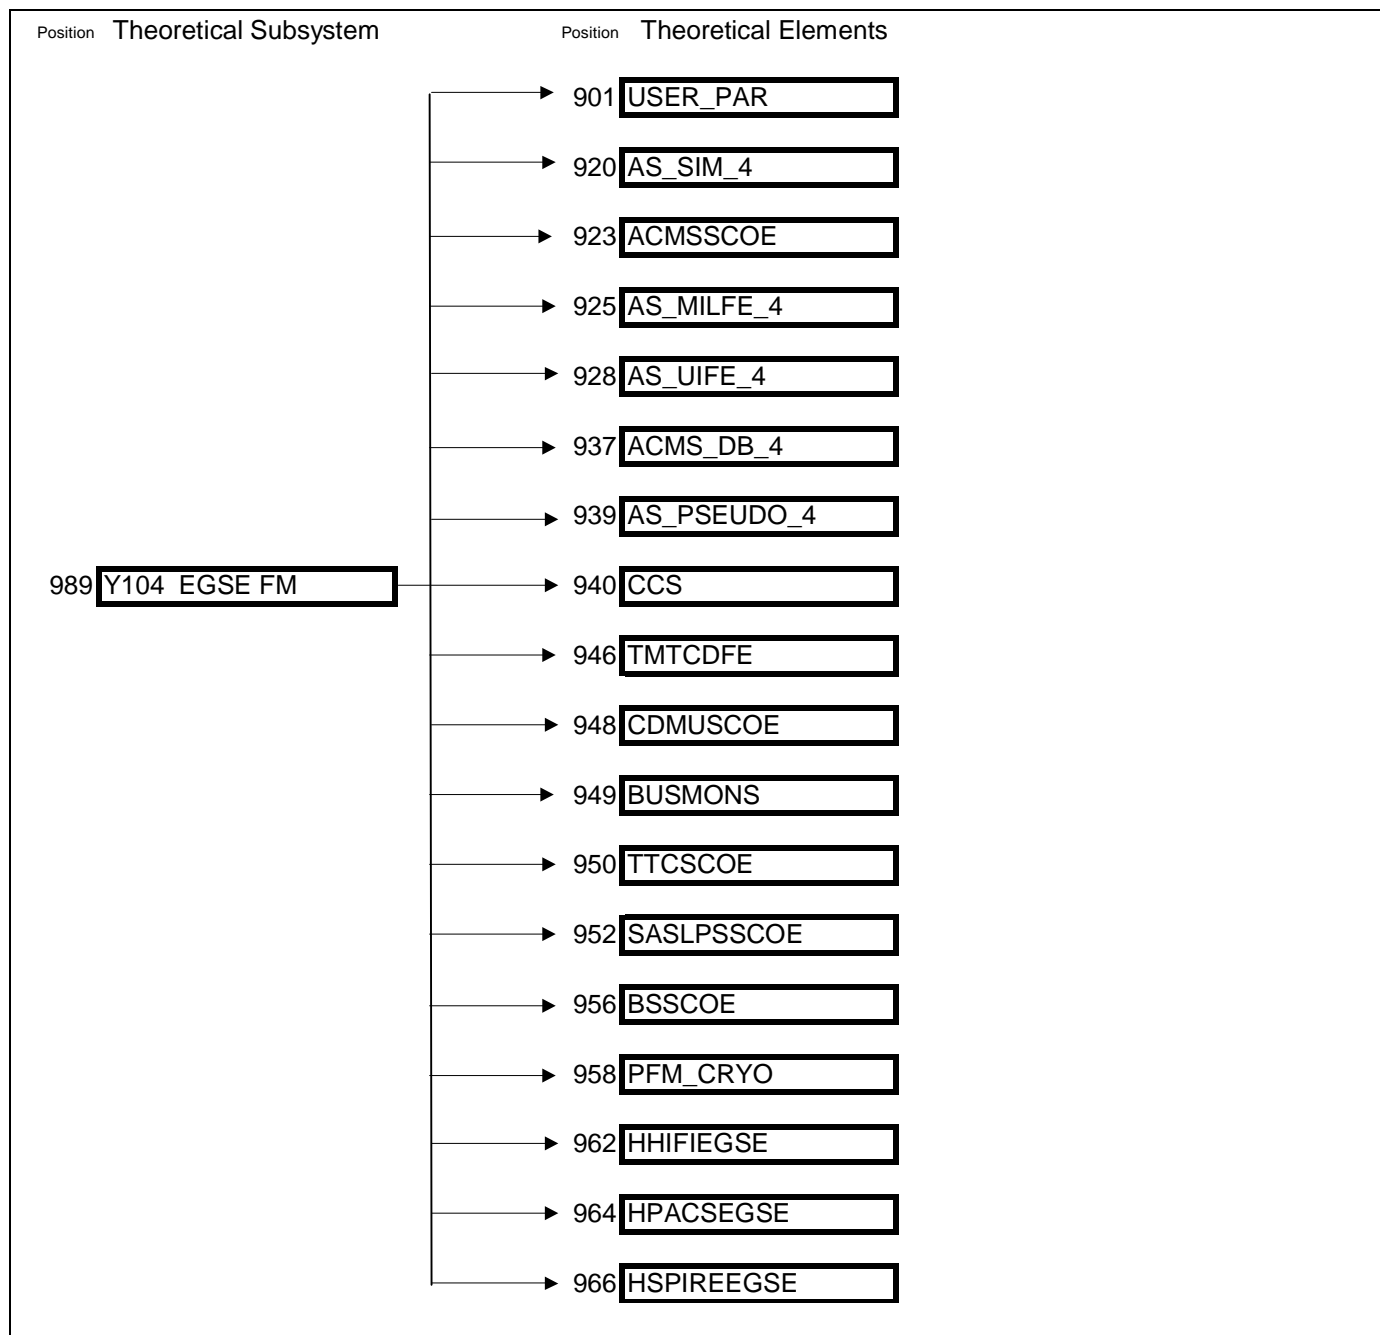 Position Theoretical Subsystem Position Theoretical Elements
901 USER_PAR
920 AS_SIM_4
923 ACMSSCOE
925 AS_MILFE_4
928 AS_UIFE_4
937 ACMS_DB_4
939 AS_PSEUDO_4
989 Y104 EGSE FM 940 CCS
946 TMTCDFE
948 CDMUSCOE
949 BUSMONS
950 TTCSCOE
952 SASLPSSCOE
956 BSSCOE
958 PFM_CRYO
962 HHIFIEGSE
964 HPACSEGSE
966 HSPIREEGSE